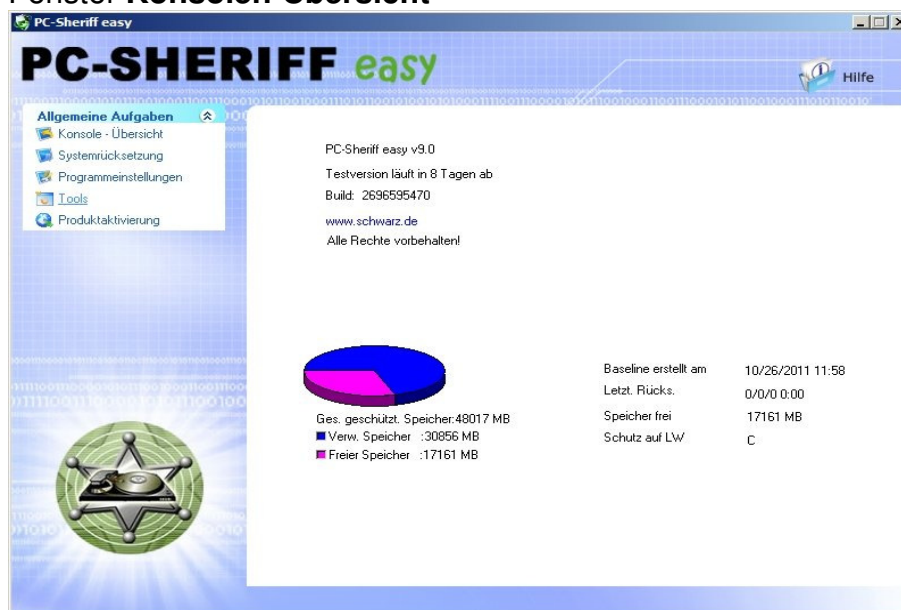 Fenster Konsolen-Übersicht
PC-Sheriff easy
PC-SHERIFF easy
Hilfe
Allgemeine Aufgaben
Konsole - Übersicht
Systemrücksetzung
Programmeinstellungen
Tools
Produktaktivierung
PC-Sheriff easy v9.0
Testversion läuft in 8 Tagen ab
Build: 2696595470
www.schwarz.de
Alle Rechte vorbehalten!
Ges. geschützt. Speicher:48017 MB
Verw. Speicher :30856 MB
Freier Speicher :17161 MB
Baseline erstellt am 10/26/2011 11:58
Letzt. Rücks. 0/0/0 0:00
Speicher frei 17161 MB
Schutz auf LW C